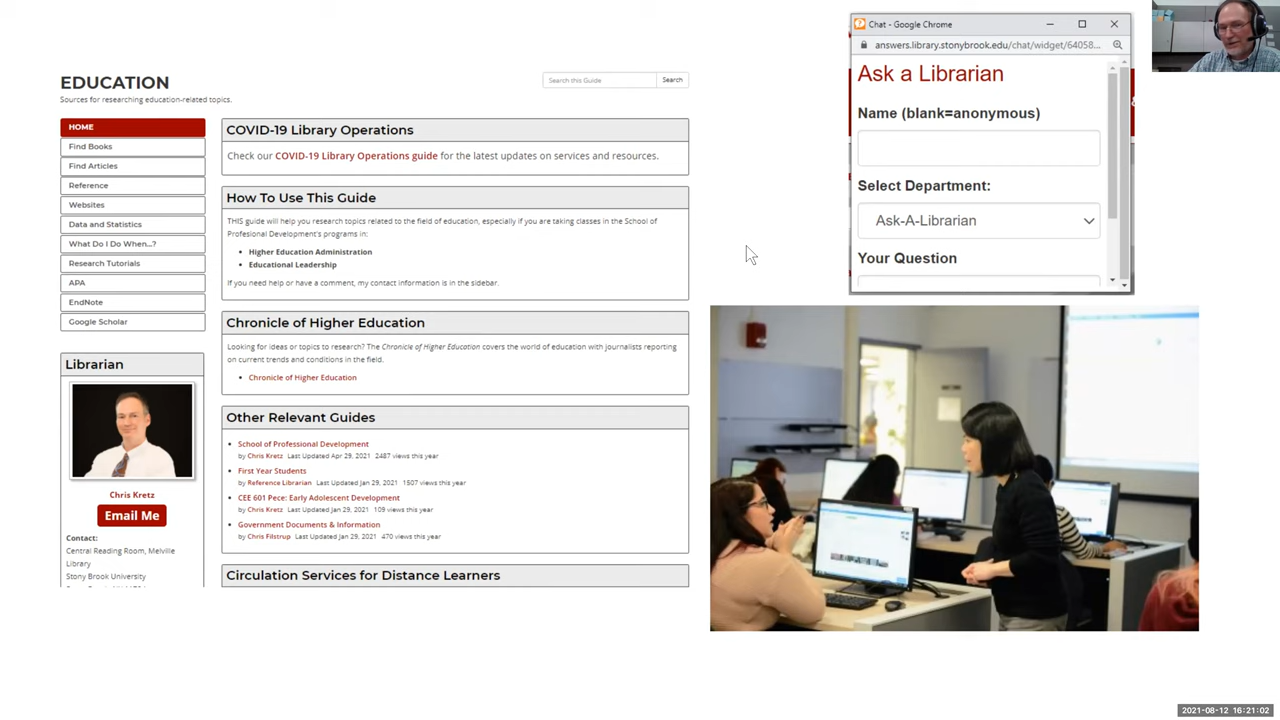 EDUCATION
Sources for researching education-related topics.
Search this Guide
Search
HOME
Find Books
Find Articles
Reference
Websites
Data and Statistics
What Do I Do When...?
Research Tutorials
APA
EndNote
Google Scholar
Librarian
Chris Kretz
Email Me
Contact:
Central Reading Room, Melville
Library
Stony Brook University
COVID-19 Library Operations
Check our COVID-19 Library Operations guide for the latest updates on services and resources.
How To Use This Guide
THIS guide will help you research topics related to the field of education, especially if you are taking classes in the School of
Profesional Development's programs in:
• Higher Education Administration
• Educational Leadership
If you need help or have a comment, my contact information is in the sidebar.
Chronicle of Higher Education
Looking for ideas or topics to research? The Chronicle of Higher Education covers the world of education with journalists reporting
on current trends and conditions in the field.
• Chronicle of Higher Education
Other Relevant Guides
• School of Professional Development
by Chris Kretz Last Updated Apr 29, 2021 2487 views this year
• First Year Students
by Reference Librarian Last Updated Jan 29, 2021 1507 views this year
• CEE 601 Pece: Early Adolescent Development
by Chris Kretz Last Updated Jan 29, 2021 109 views this year
• Government Documents & Information
by Chris Filstrup Last Updated Jan 29, 2021 470 views this year
Circulation Services for Distance Learners
Chat - Google Chrome
answers.library.stonybrook.edu/chat/widget/64058...
Ask a Librarian
Name (blank=anonymous)
Select Department:
Ask-A-Librarian
Your Question
2021-08-12 16:21:02